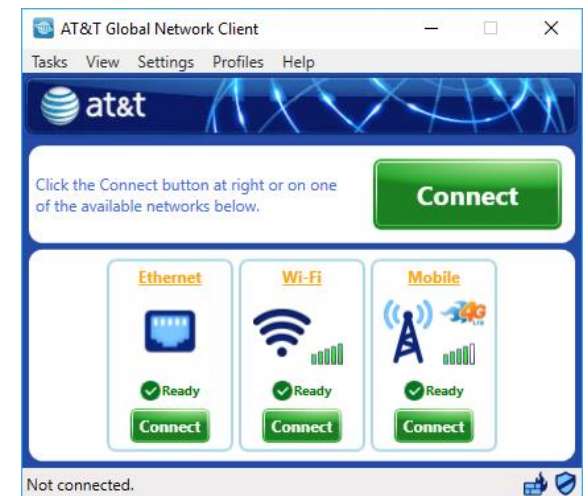 AT&T Global Network Client
Tasks View Settings Profiles Help
at&t
Click the Connect button at right or on one
of the available networks below.
Connect
Ethernet
Ready
Connect
Wi-Fi
Ready
Connect
Mobile
4G
LTE
Ready
Connect
Not connected.